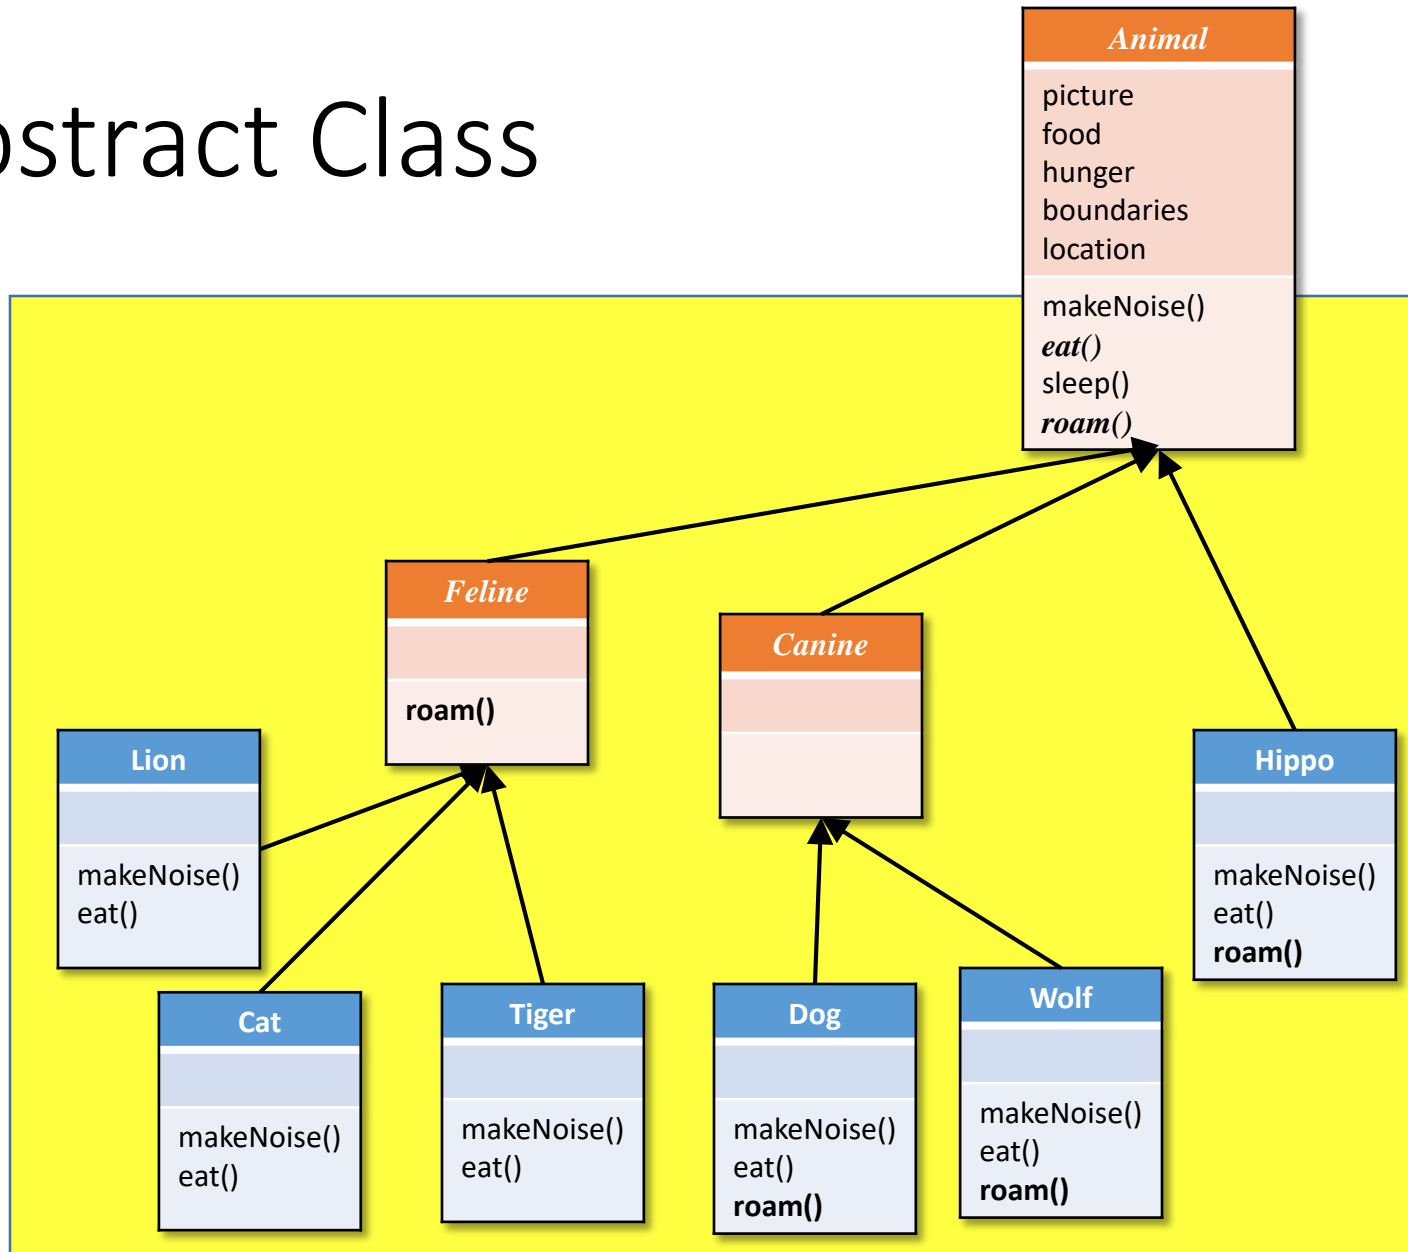 bstract Class
Animal
picture
food
hunger
boundaries
location
makeNoise()
eat()
sleep()
roam()
Feline
roam()
Canine
Lion
makeNoise()
eat()
Hippo
makeNoise()
eat()
roam()
Cat
makeNoise()
eat()
Tiger
makeNoise()
eat()
Dog
makeNoise()
eat()
roam()
Wolf
makeNoise()
eat()
roam()